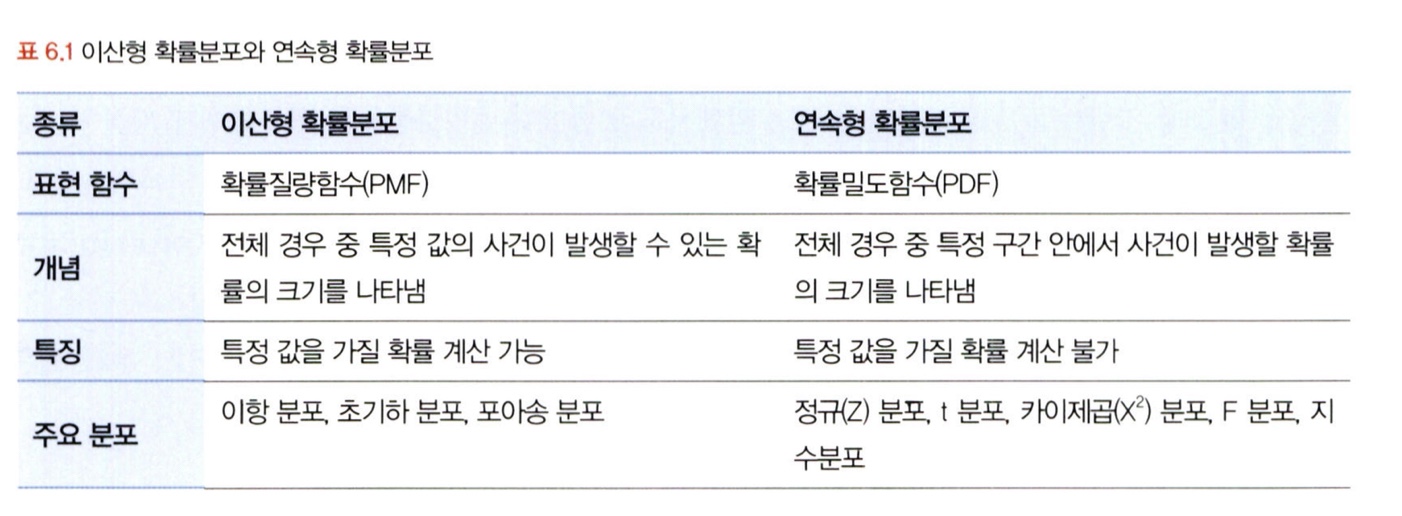 표 6.1 이산형 확률분포와 연속형 확률분포
종류
이산형 확률분포
연속형 확률분포
표현 함수
확률질량함수(PMF)
확률밀도함수(PDF)
개념
전체 경우 중 특정 값의 사건이 발생할 수 있는 확
률의 크기를 나타냄
전체 경우 중 특정 구간 안에서 사건이 발생할 확률
의 크기를 나타냄
특징
특정 값을 가질 확률 계산 가능
특정 값을 가질 확률 계산 불가
주요 분포
이항 분포, 초기하 분포, 포아송 분포
정규(Z) 분포, t 분포, 카이제곱(X²) 분포, F 분포, 지
수분포